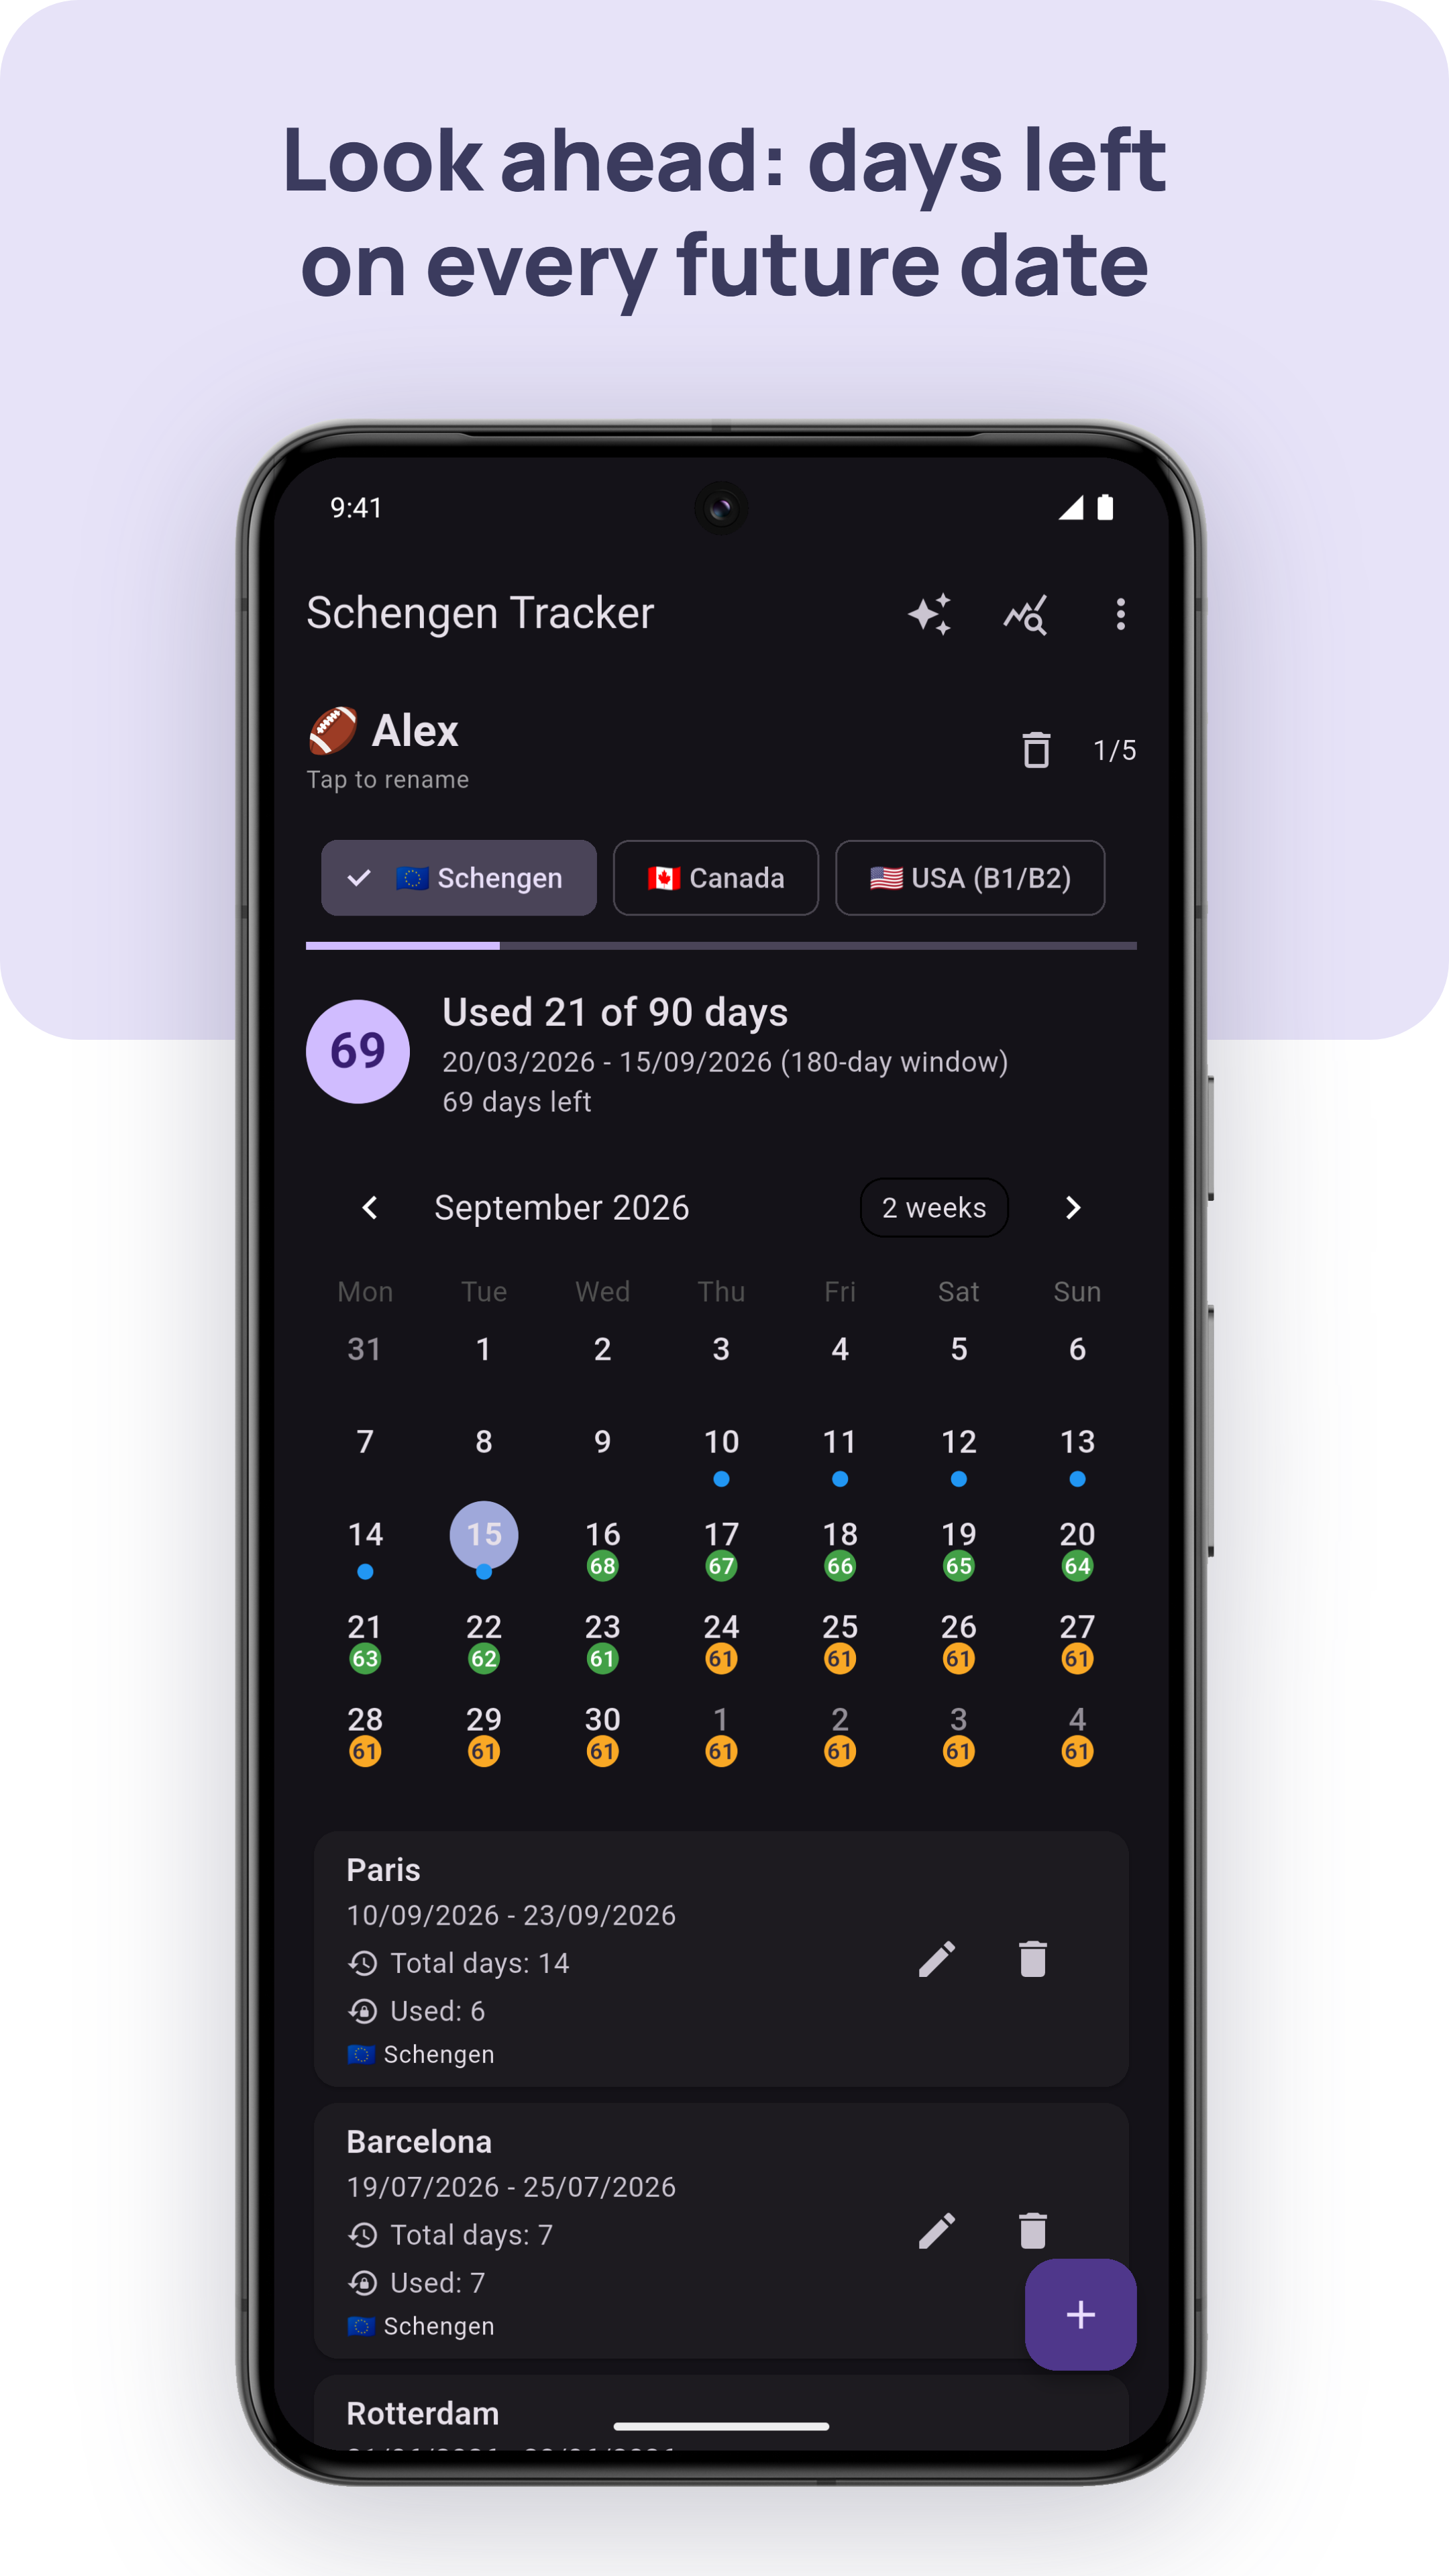 Look ahead: days left
on every future date
9:41
Schengen Tracker
Alex
Tap to rename
1/5
Schengen
Canada
USA (B1/B2)
69
Used 21 of 90 days
20/03/2026 - 15/09/2026 (180-day window)
69 days left
September 2026
2 weeks
Mon Tue Wed Thu Fri Sat Sun
31 1 2 3 4 5 6
7 8 9 10 11 12 13
14 15 16 17 18 19 20
68 67 66 65 64
21 22 23 24 25 26 27
63 62 61 61 61 61 61
28 29 30 1 2 3 4
61 61 61 61 61 61 61
Paris
10/09/2026 - 23/09/2026
Total days: 14
Used: 6
Schengen
Barcelona
19/07/2026 - 25/07/2026
Total days: 7
Used: 7
Schengen
Rotterdam